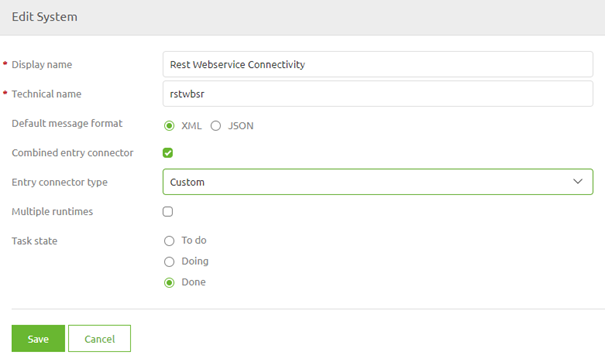 Edit System
* Display name Rest Webservice Connectivity
* Technical name rstwbsr
Default message format XML JSON
Combined entry connector
Entry connector type Custom
Multiple runtimes
Task state To do
Doing
Done
Save Cancel